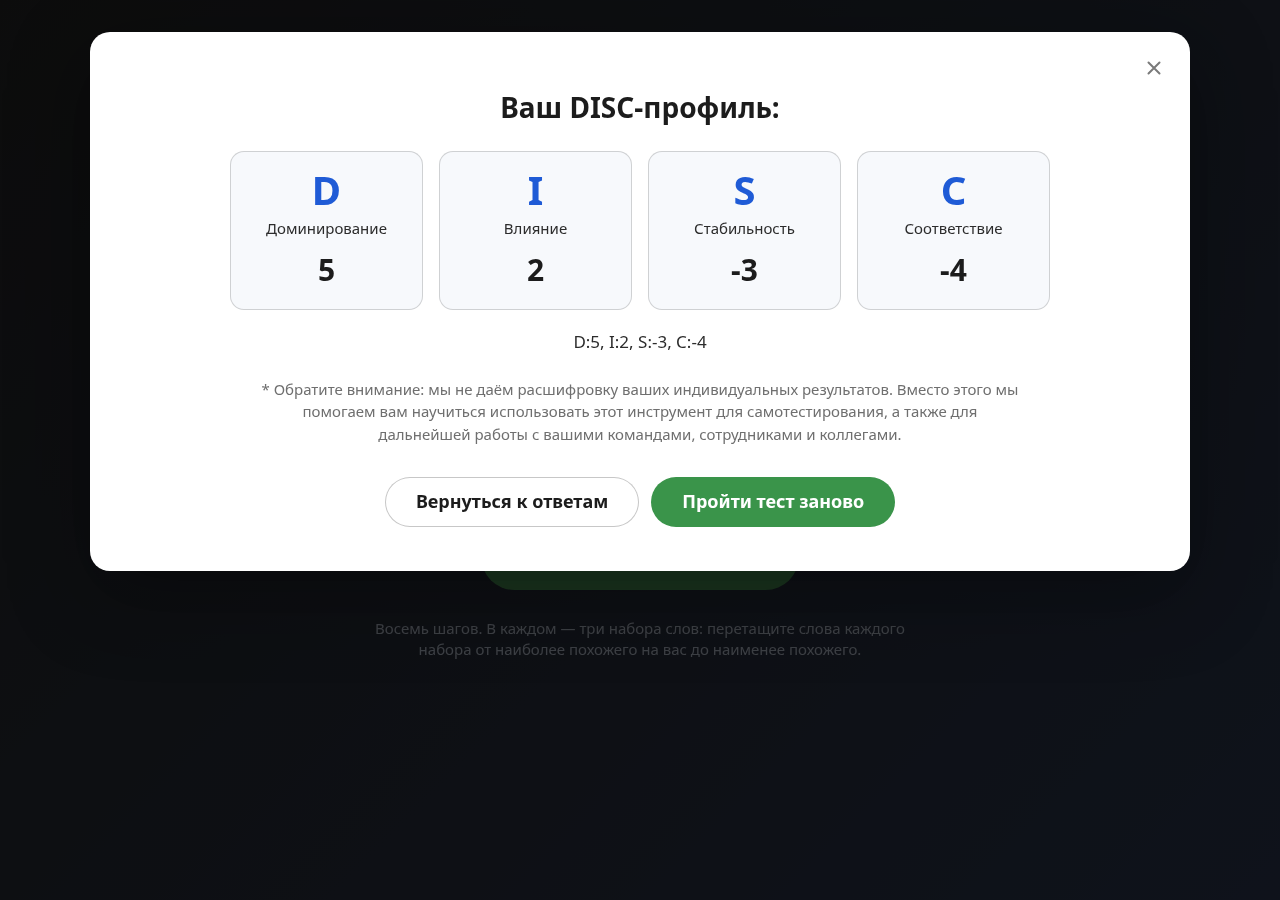 Ваш DISC-профиль:
D
Доминирование
5
I
Влияние
2
S
Стабильность
-3
C
Соответствие
-4
D:5, I:2, S:-3, C:-4
* Обратите внимание: мы не даём расшифровку ваших индивидуальных результатов. Вместо этого мы
помогаем вам научиться использовать этот инструмент для самотестирования, а также для
дальнейшей работы с вашими командами, сотрудниками и коллегами.
Вернуться к ответам
Пройти тест заново
Восемь шагов. В каждом — три набора слов: перетащите слова каждого
набора от наиболее похожего на вас до наименее похожего.